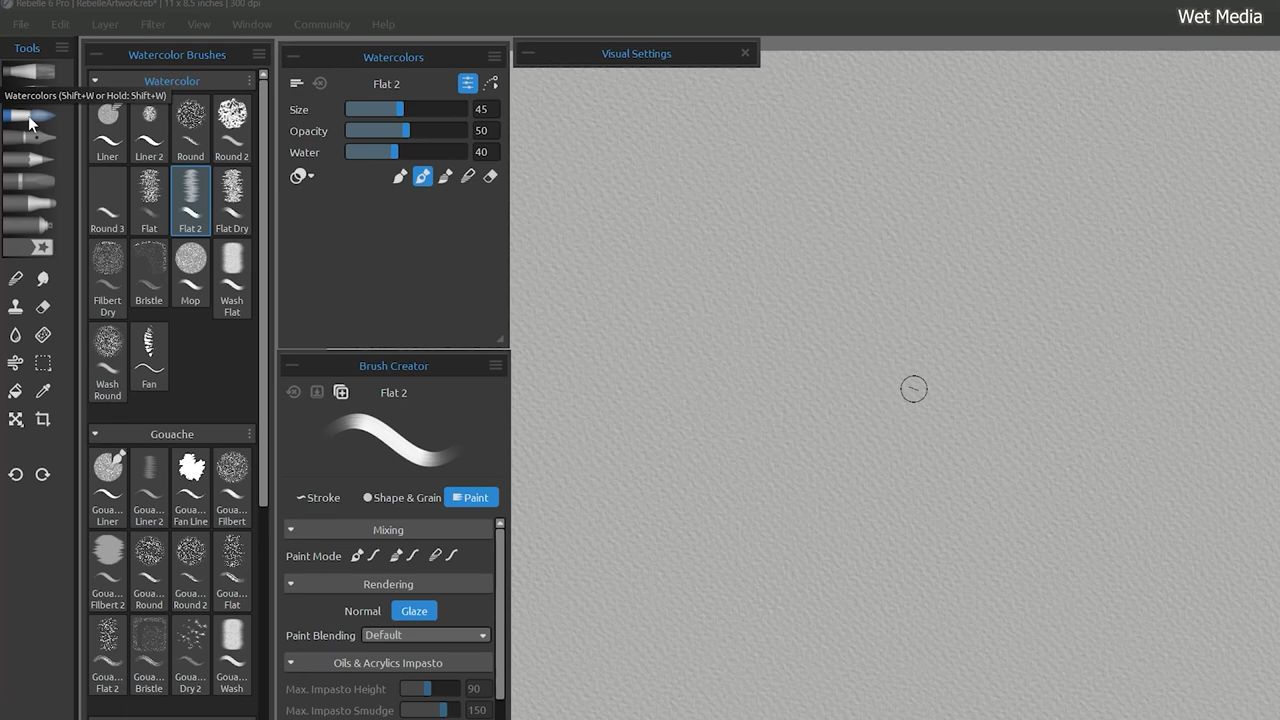 Rebelle 6 Pro | RebelleArtwork.reb* | 11 x 8.5 inches | 300 dpi
Wet Media
File Edit Layer Filter View Window Community Help
Tools
Watercolors (Shift+W or Hold: Shift+W)
Watercolor Brushes
Watercolor
Liner Liner 2 Round Round 2
Round 3 Flat Flat 2 Flat Dry
Filbert Dry Bristle Mop Wash Flat
Wash Round Fan
Gouache
Goua... Liner Goua... Liner 2 Goua... Fan Line Goua... Filbert
Goua... Filbert 2 Goua... Round Goua... Round 2 Goua... Flat
Goua... Flat 2 Goua... Bristle Goua... Dry 2 Goua... Wash
Watercolors
Flat 2
Size 45
Opacity 50
Water 40
Brush Creator
Flat 2
Stroke Shape & Grain Paint
Mixing
Paint Mode
Rendering
Normal Glaze
Paint Blending Default
Oils & Acrylics Impasto
Max. Impasto Height 90
Max. Impasto Smudge 150
Visual Settings